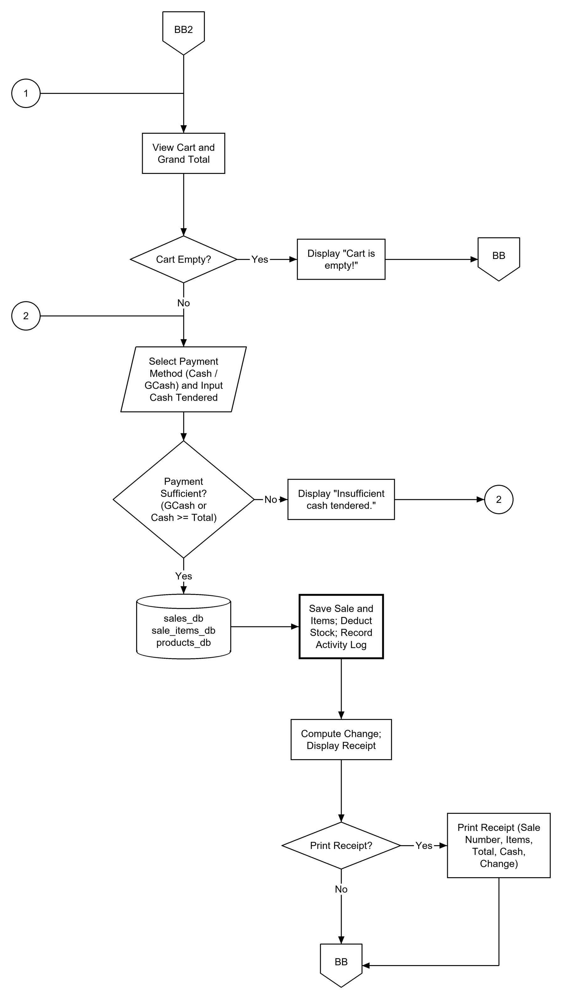 BB2
1
View Cart and
Grand Total
Cart Empty?
Yes
Display "Cart is
empty!"
BB
No
2
Select Payment
Method (Cash /
GCash) and Input
Cash Tendered
Payment
Sufficient?
(GCash or
Cash >= Total)
No
Display "Insufficient
cash tendered."
2
Yes
sales_db
sale_items_db
products_db
Save Sale and
Items; Deduct
Stock; Record
Activity Log
Compute Change;
Display Receipt
Print Receipt?
Yes
Print Receipt (Sale
Number, Items,
Total, Cash,
Change)
No
BB